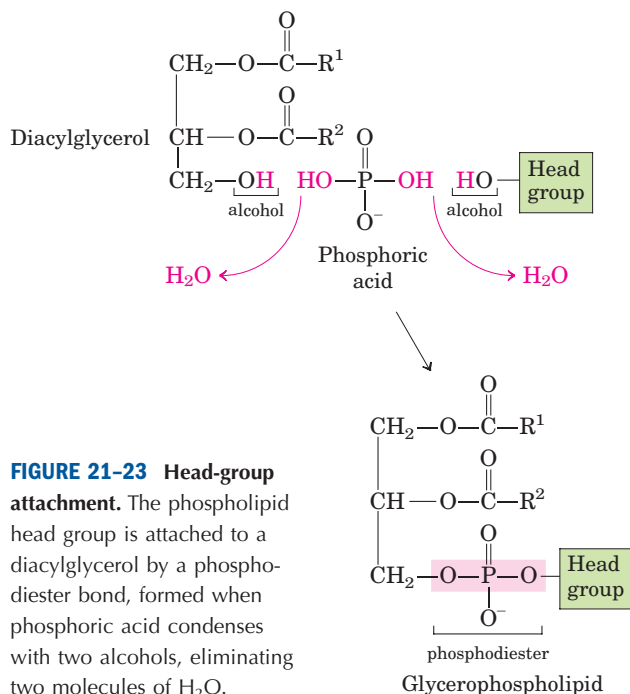 O
CH2—O—C—R1
O
Diacylglycerol
CH—O—C—R2
O
CH2—OH HO—P—OH HO—Head group
alcohol
O−
alcohol
H2O
Phosphoric
acid
H2O
O
CH2—O—C—R1
O
CH—O—C—R2
O
CH2—O—P—O—Head group
O−
phosphodiester
Glycerophospholipid
FIGURE 21–23 Head-group
attachment. The phospholipid
head group is attached to a
diacylglycerol by a phospho-
diester bond, formed when
phosphoric acid condenses
with two alcohols, eliminating
two molecules of H2O.